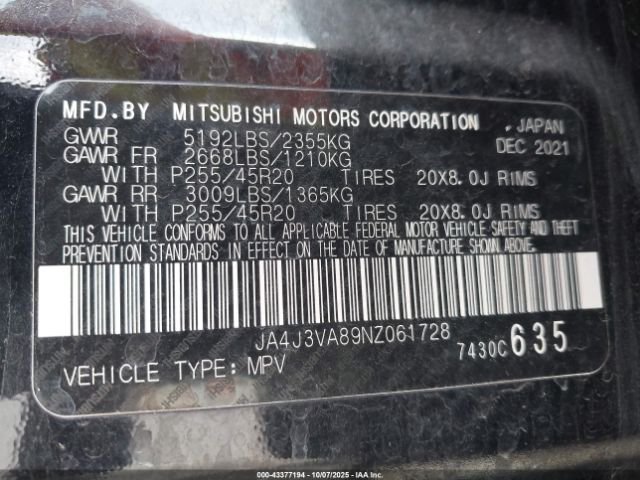 MFD.BY MITSUBISHI MOTORS CORPORATION , JAPAN
GVWR 5192LBS/2355KG DEC 2021
GAWR FR 2668LBS/1210KG
WITH P255/45R20 TIRES 20X8.0J RIMS
GAWR RR 3009LBS/1365KG
WITH P255/45R20 TIRES 20X8.0J RIMS
THIS VEHICLE CONFORMS TO ALL APPLICABLE FEDERAL MOTOR VEHICLE SAFETY AND THEFT
PREVENTION STANDARDS IN EFFECT ON THE DATE OF MANUFACTURE SHOWN ABOVE.
JA4J3VA89NZ061728
7430C 635
VEHICLE TYPE: MPV
000-43377194 - 10/07/2025 - IAA Inc.